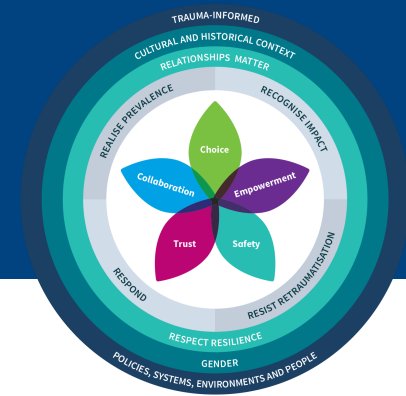 TRAUMA-INFORMED
CULTURAL AND HISTORICAL CONTEXT
RELATIONSHIPS MATTER
REALISE PREVALENCE
RECOGNISE IMPACT
Choice
Collaboration
Empowerment
Trust
Safety
RESPOND
RESIST RETRAUMATISATION
RESPECT RESILIENCE
GENDER
POLICIES, SYSTEMS, ENVIRONMENTS AND PEOPLE